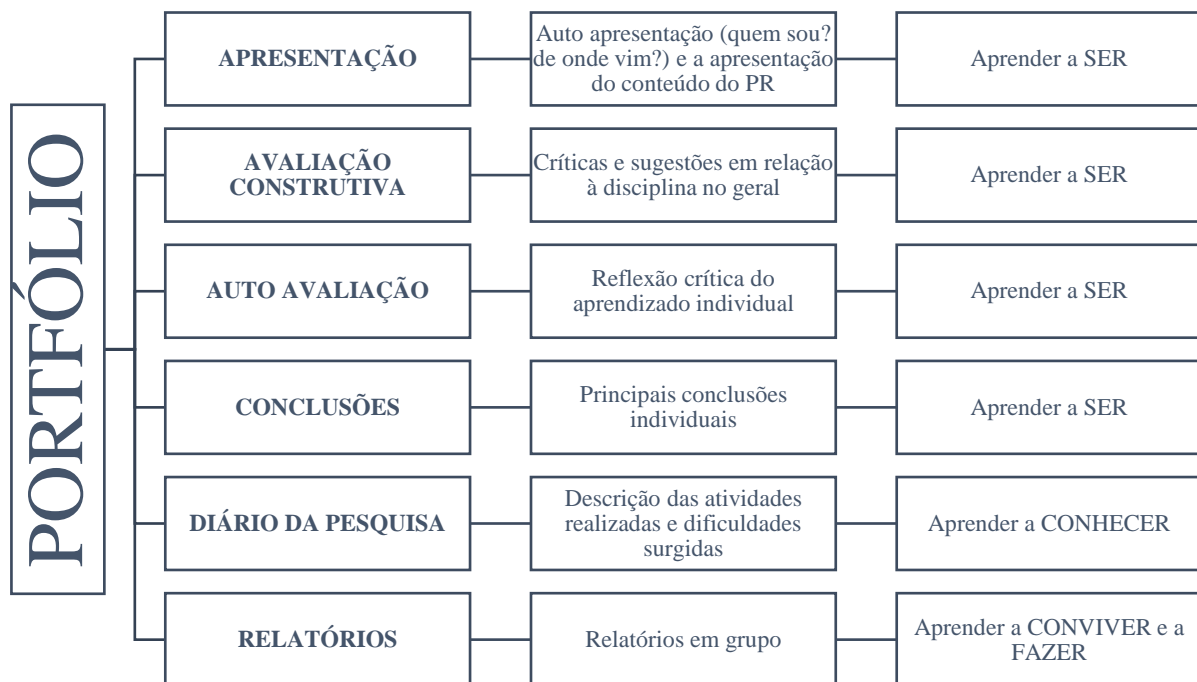 PORTFÓLIO
APRESENTAÇÃO
Auto apresentação (quem sou?
de onde vim?) e a apresentação
do conteúdo do PR
Aprender a SER
AVALIAÇÃO
CONSTRUTIVA
Críticas e sugestões em relação
à disciplina no geral
Aprender a SER
AUTO AVALIAÇÃO
Reflexão crítica do
aprendizado individual
Aprender a SER
CONCLUSÕES
Principais conclusões
individuais
Aprender a SER
DIÁRIO DA PESQUISA
Descrição das atividades
realizadas e dificuldades
surgidas
Aprender a CONHECER
RELATÓRIOS
Relatórios em grupo
Aprender a CONVIVER e a
FAZER